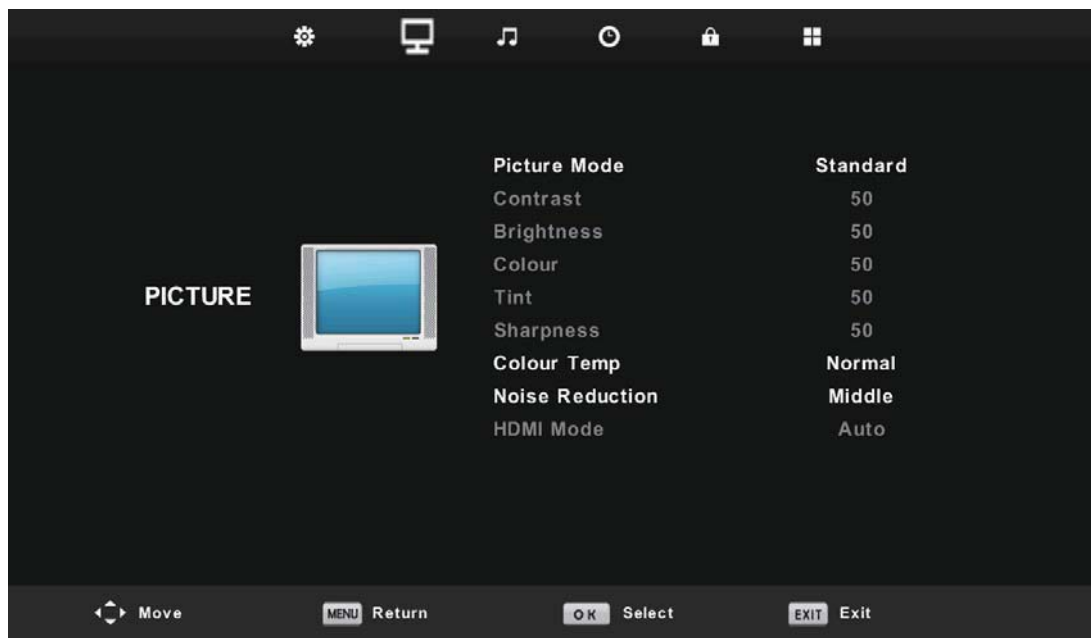 Picture Mode Standard
Contrast 50
Brightness 50
Colour 50
PICTURE
Tint 50
Sharpness 50
Colour Temp Normal
Noise Reduction Middle
HDMI Mode Auto
Move MENU Return OK Select EXIT Exit